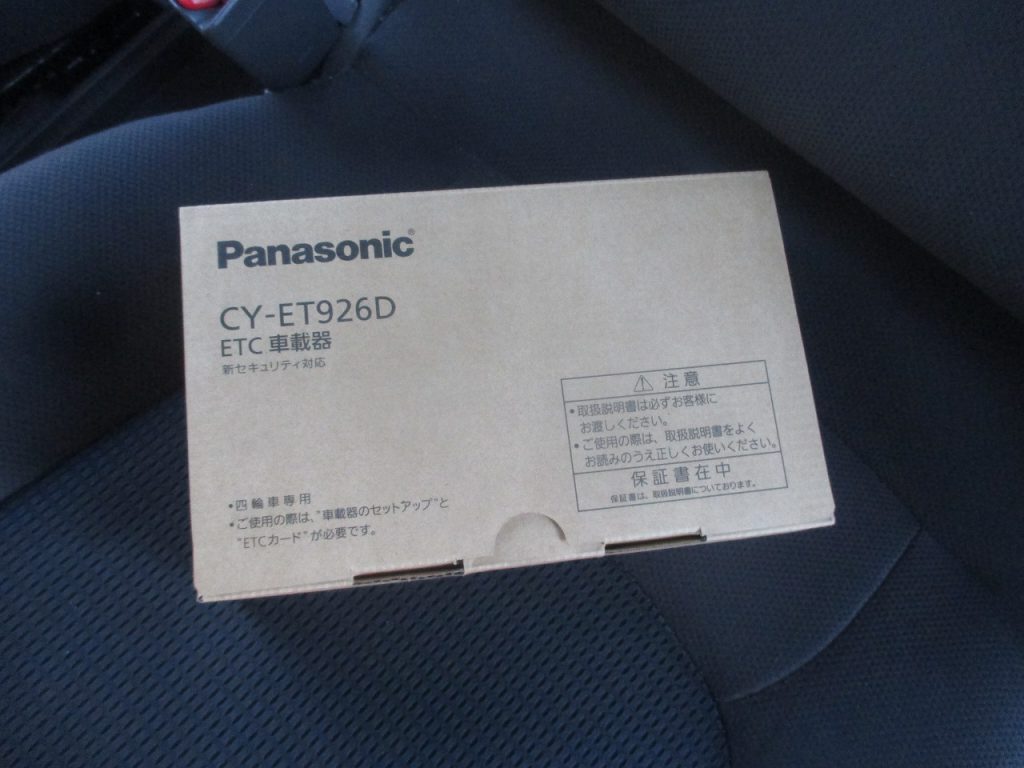 Panasonic®
CY-ET926D
ETC 車載器
新セキュリティ対応
⚠ 注意
•取扱説明書は必ずお客様に
お渡しください。
•ご使用の際は、取扱説明書をよく
お読みのうえ正しくお使いください。
保証書在中
保証書は、取扱説明書についております。
•四輪車専用
•ご使用の際は、"車載器のセットアップ"と
"ETCカード"が必要です。